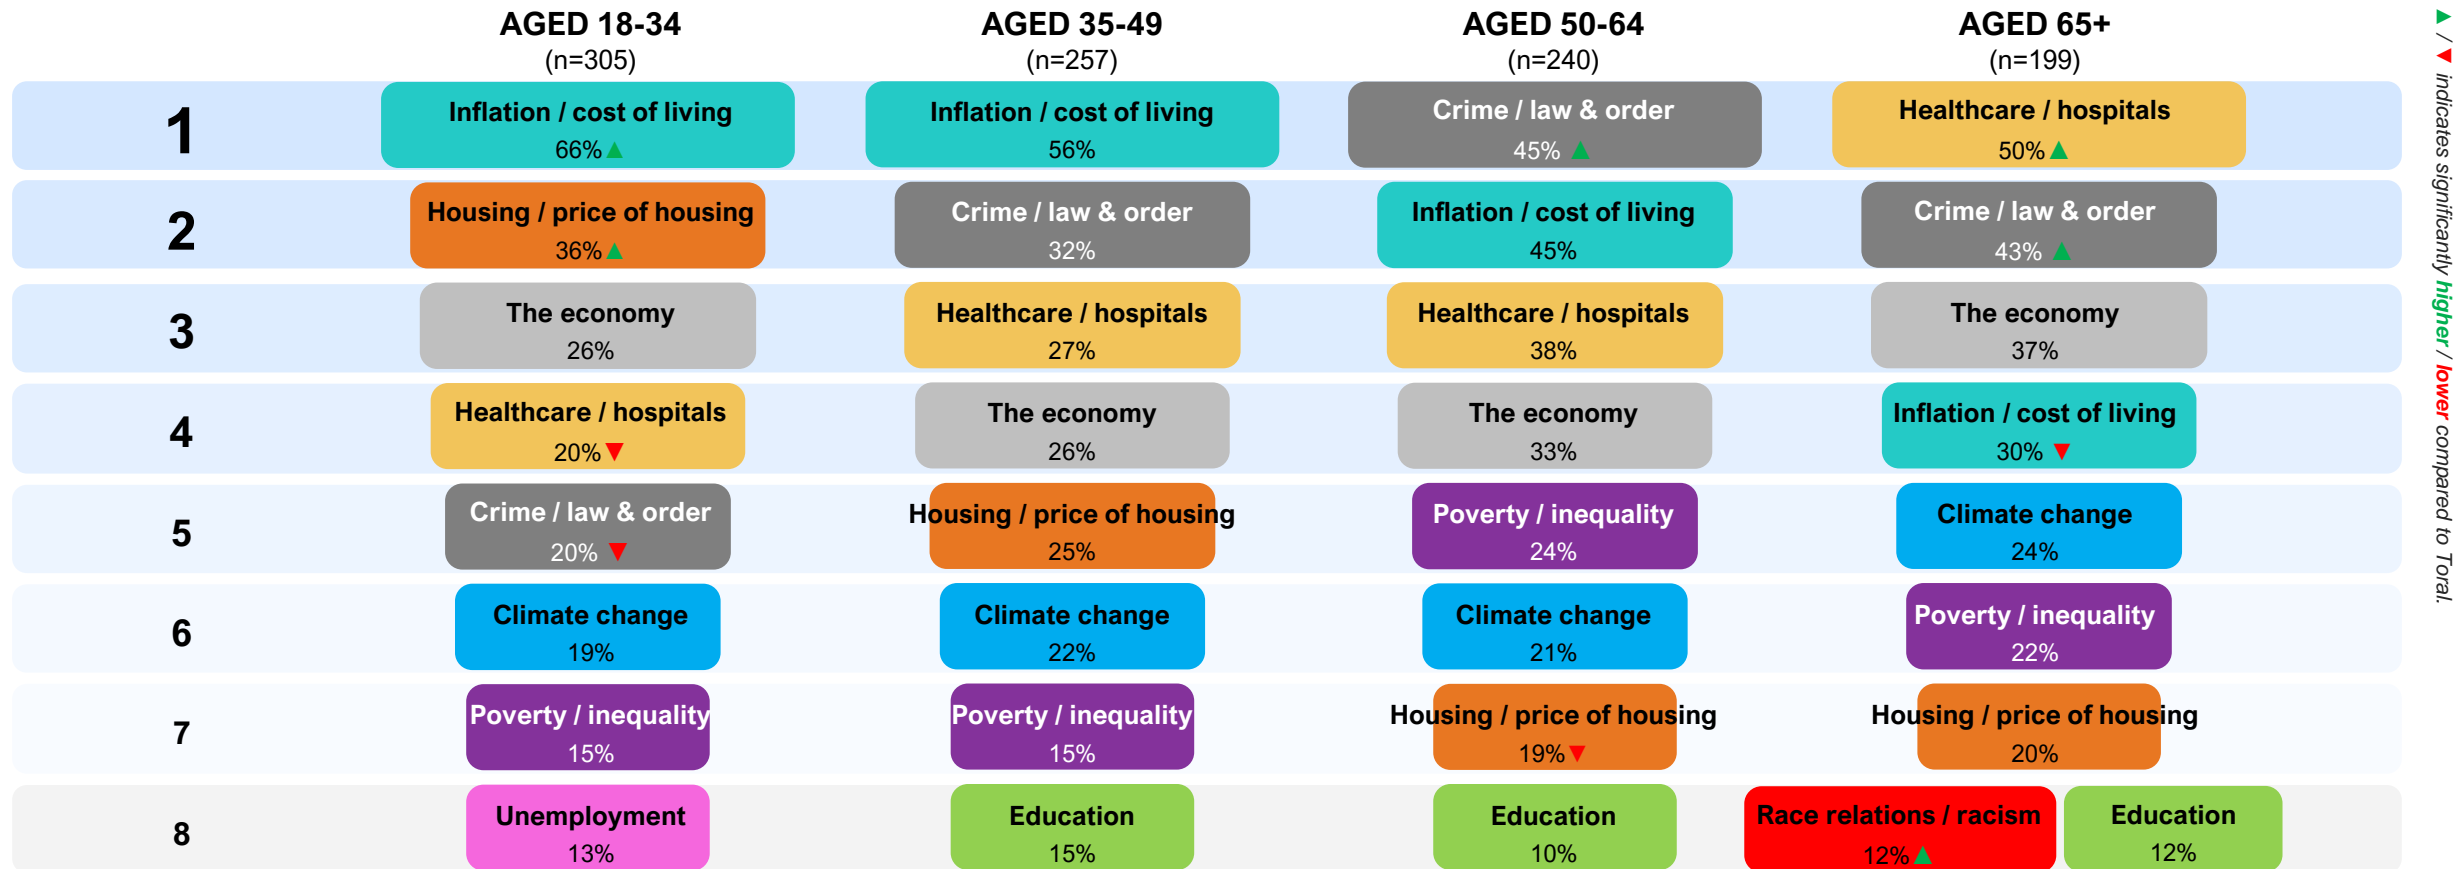 AGED 18-34
(n=305)
AGED 35-49
(n=257)
AGED 50-64
(n=240)
AGED 65+
(n=199)
1
Inflation / cost of living
66% ▲
Inflation / cost of living
56%
Crime / law & order
45% ▲
Healthcare / hospitals
50% ▲
2
Housing / price of housing
36% ▲
Crime / law & order
32%
Inflation / cost of living
45%
Crime / law & order
43% ▲
3
The economy
26%
Healthcare / hospitals
27%
Healthcare / hospitals
38%
The economy
37%
4
Healthcare / hospitals
20% ▼
The economy
26%
The economy
33%
Inflation / cost of living
30% ▼
5
Crime / law & order
20% ▼
Housing / price of housing
25%
Poverty / inequality
24%
Climate change
24%
6
Climate change
19%
Climate change
22%
Climate change
21%
Poverty / inequality
22%
7
Poverty / inequality
15%
Poverty / inequality
15%
Housing / price of housing
19% ▼
Housing / price of housing
20%
8
Unemployment
13%
Education
15%
Education
10%
Race relations / racism
12% ▲
Education
12%
▲ / ▼ indicates significantly higher / lower compared to Toral.